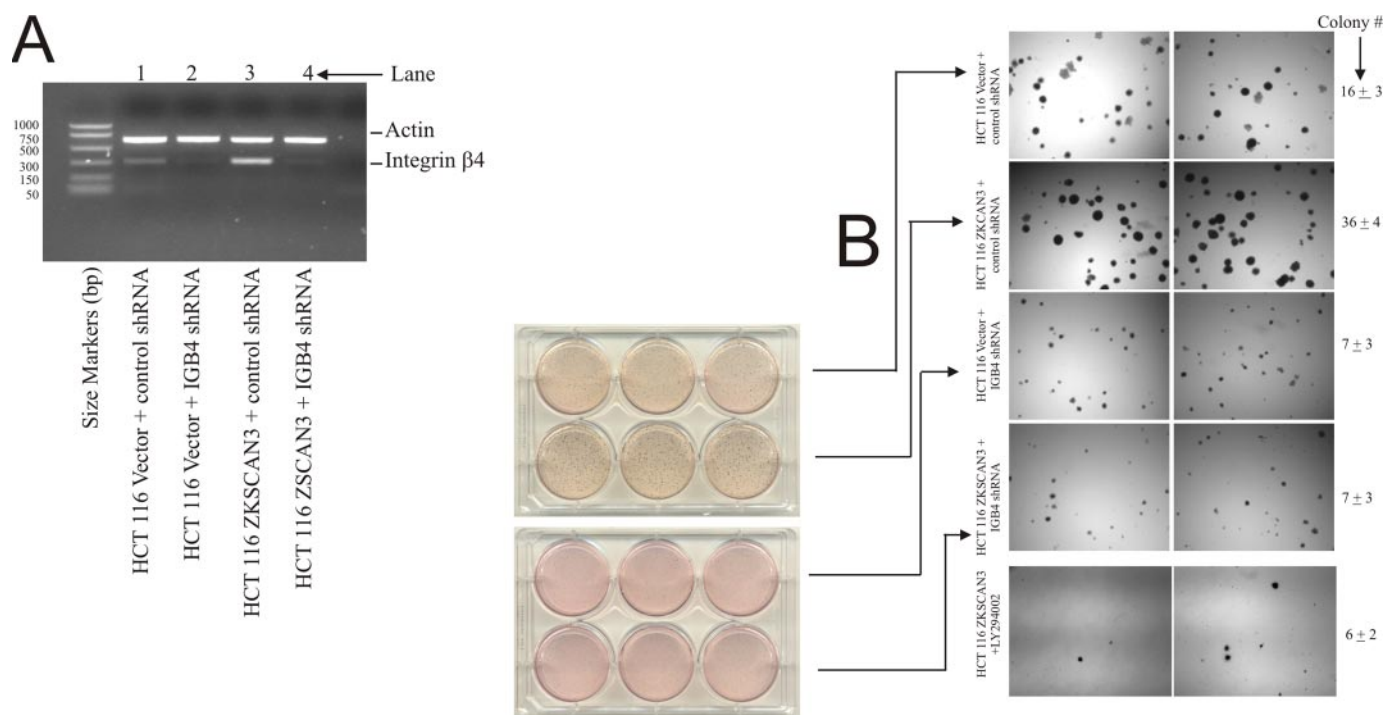 A
1 2 3 4 Lane
1000
750
500
300
150
50
Actin
Integrin β4
Size Markers (bp)
HCT 116 Vector + control shRNA
HCT 116 Vector + IGB4 shRNA
HCT 116 ZKSCAN3 + control shRNA
HCT 116 ZSCAN3 + IGB4 shRNA
B
Colony #
HCT 116 Vector +
control shRNA
16 ± 3
HCT 116 ZKCAN3 +
control shRNA
36 ± 4
HCT 116 Vector +
IGB4 shRNA
7 ± 3
HCT 116 ZKSCAN3 +
IGB4 shRNA
7 ± 3
HCT 116 ZKSCAN3
+LY294002
6 ± 2